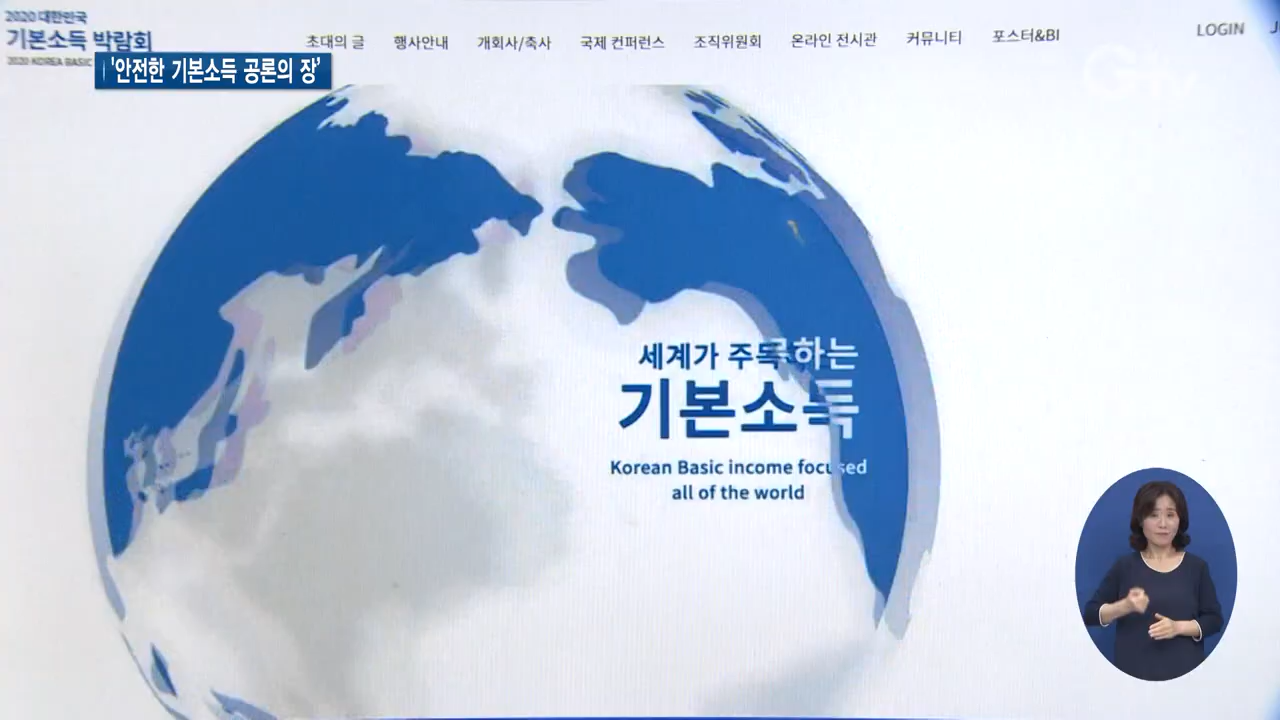 2020 대한민국
기본소득 박람회
2020 KOREA BASIC
'안전한 기본소득 공론의 장'
초대의 글 행사안내 개회사/축사 국제 컨퍼런스 조직위원회 온라인 전시관 커뮤니티 포스터&BI LOGIN J
Gtv
세계가 주목하는
기본소득
Korean Basic income focused
all of the world